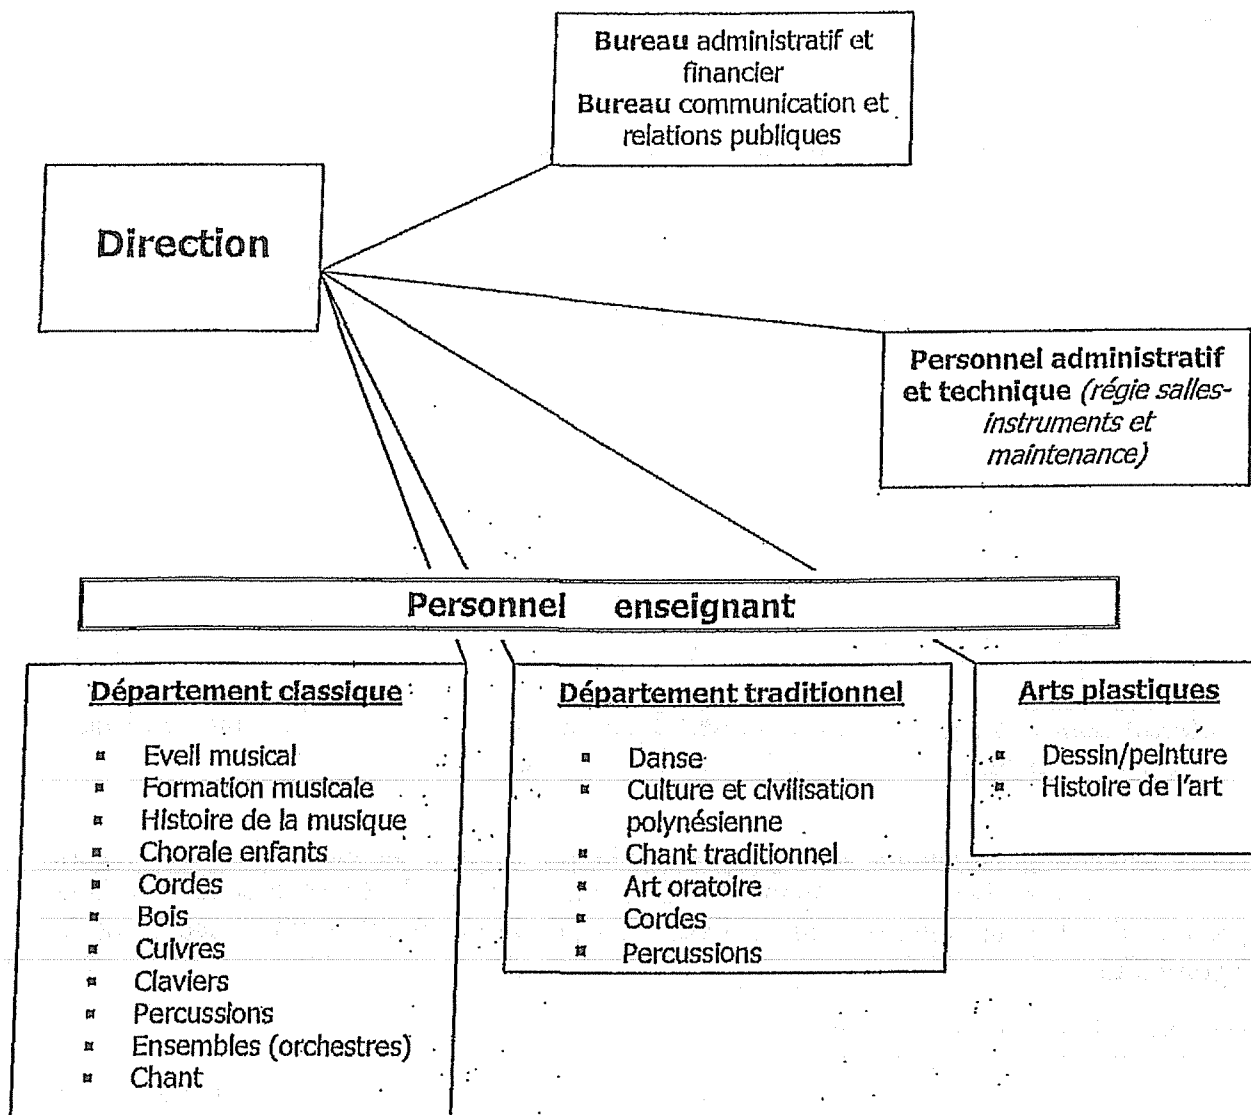 Bureau administratif et
financier
Bureau communication et
relations publiques
Direction
Personnel administratif
et technique (régie salles-
instruments et
maintenance)
Personnel enseignant
Département classique
Eveil musical
Formation musicale
Histoire de la musique
Chorale enfants
Cordes
Bois
Cuivres
Claviers
Percussions
Ensembles (orchestres)
Chant
Département traditionnel
Danse
Culture et civilisation
polynésienne
Chant traditionnel
Art oratoire
Cordes
Percussions
Arts plastiques
Dessin/peinture
Histoire de l'art